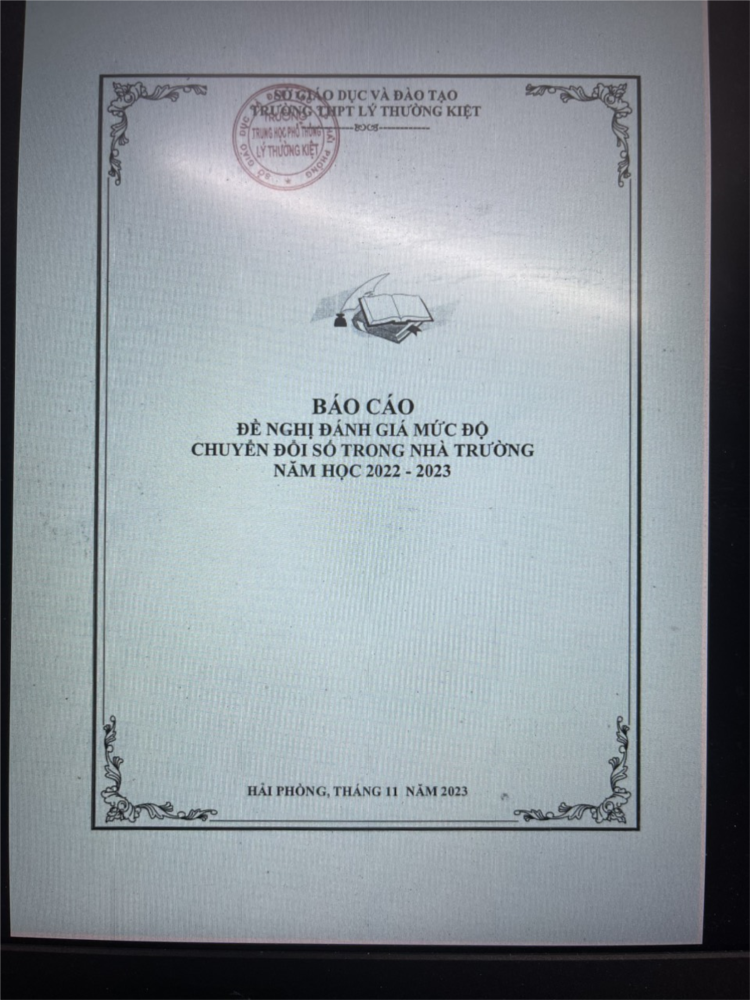 SỞ GIÁO DỤC VÀ ĐÀO TẠO
TRƯỜNG THPT LÝ THƯỜNG KIỆT
TRƯỜNG
TRUNG HỌC PHỔ THÔNG
LÝ THƯỜNG KIỆT
BÁO CÁO
ĐỀ NGHỊ ĐÁNH GIÁ MỨC ĐỘ
CHUYỂN ĐỔI SỐ TRONG NHÀ TRƯỜNG
NĂM HỌC 2022 - 2023
HẢI PHÒNG, THÁNG 11 NĂM 2023